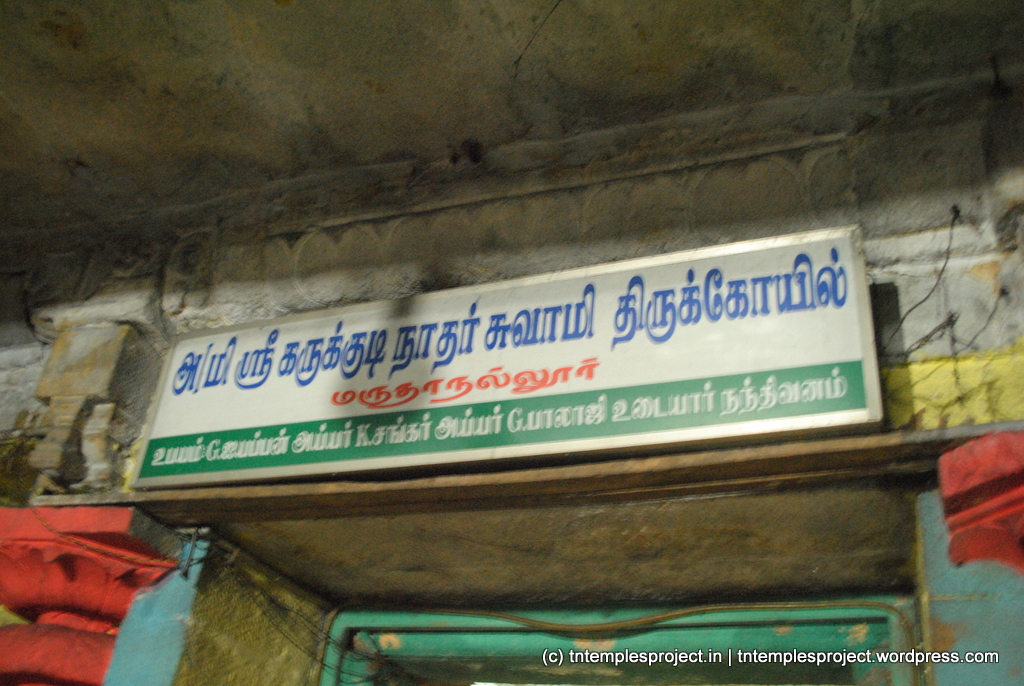 அ/மி ஸ்ரீ கருக்குடி நாதர் சுவாமி திருக்கோயில்
மருதாநல்லூர்
உபயம்:G.ஐயப்பன் அய்யர் K.சங்கர் அய்யர் G.பாலாஜி உடையார் நந்திவனம்
(c) tntemplesproject.in | tntemplesproject.wordpress.com